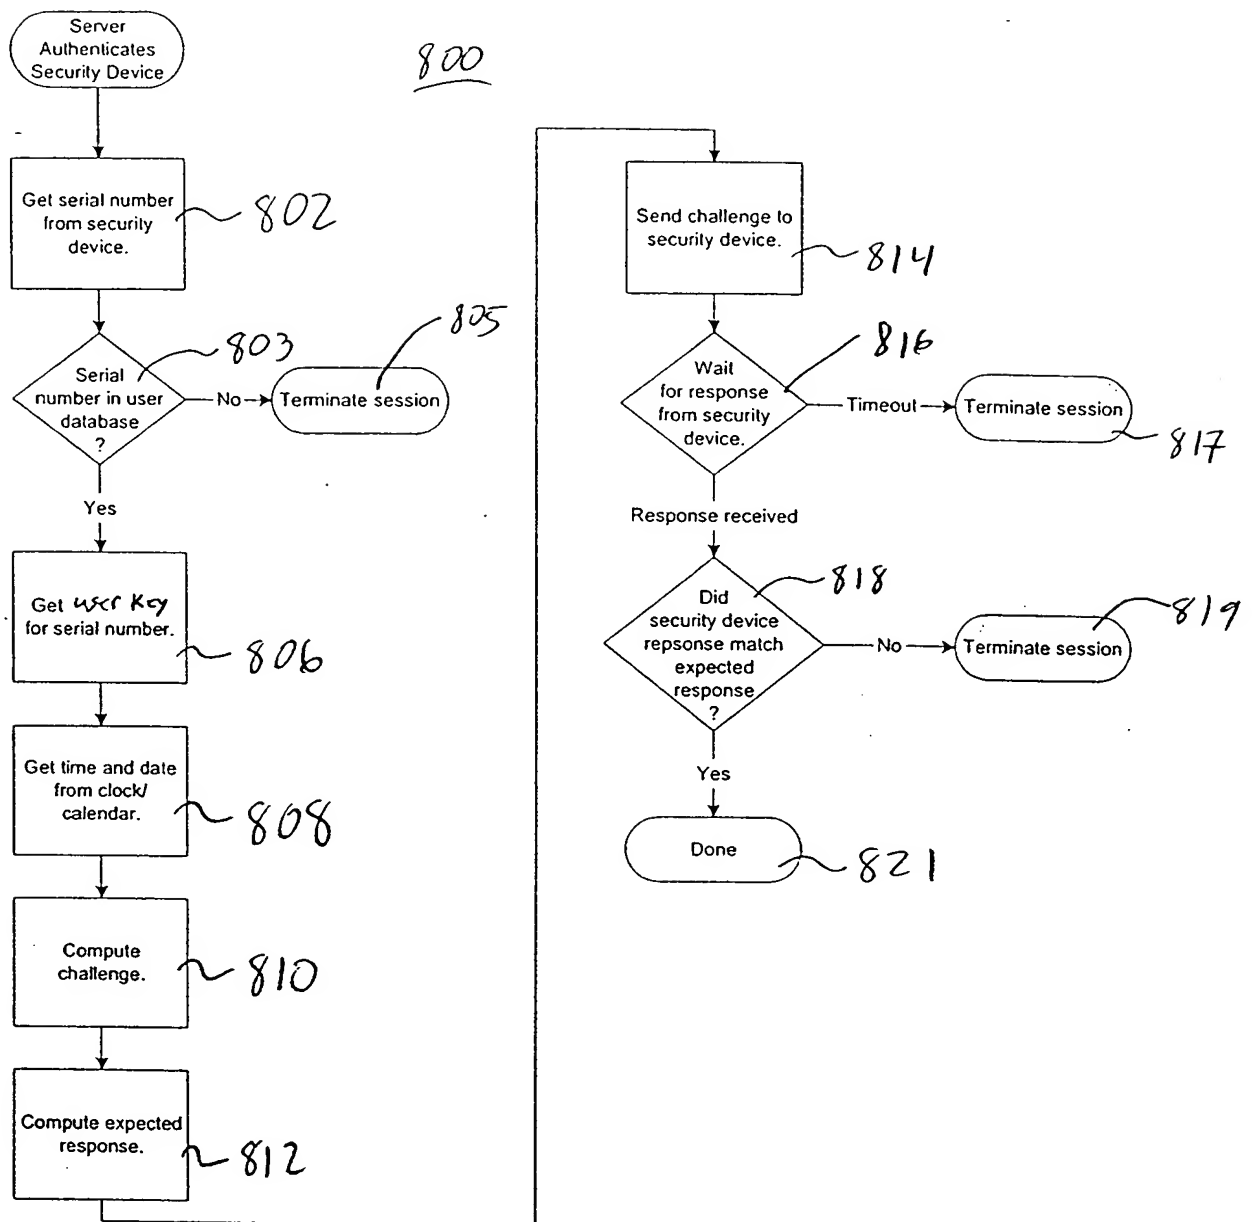 Server
Authenticates
Security Device
800
Get serial number
from security
device.
802
Serial
number in user
database
?
803
No
Terminate session
805
Yes
Get user key
for serial number.
806
Get time and date
from clock/
calendar.
808
Compute
challenge.
810
Compute expected
response.
812
Send challenge to
security device.
814
Wait
for response
from security
device.
816
Timeout
Terminate session
817
Response received
Did
security device
repsonse match
expected
response
?
818
No
Terminate session
819
Yes
Done
821